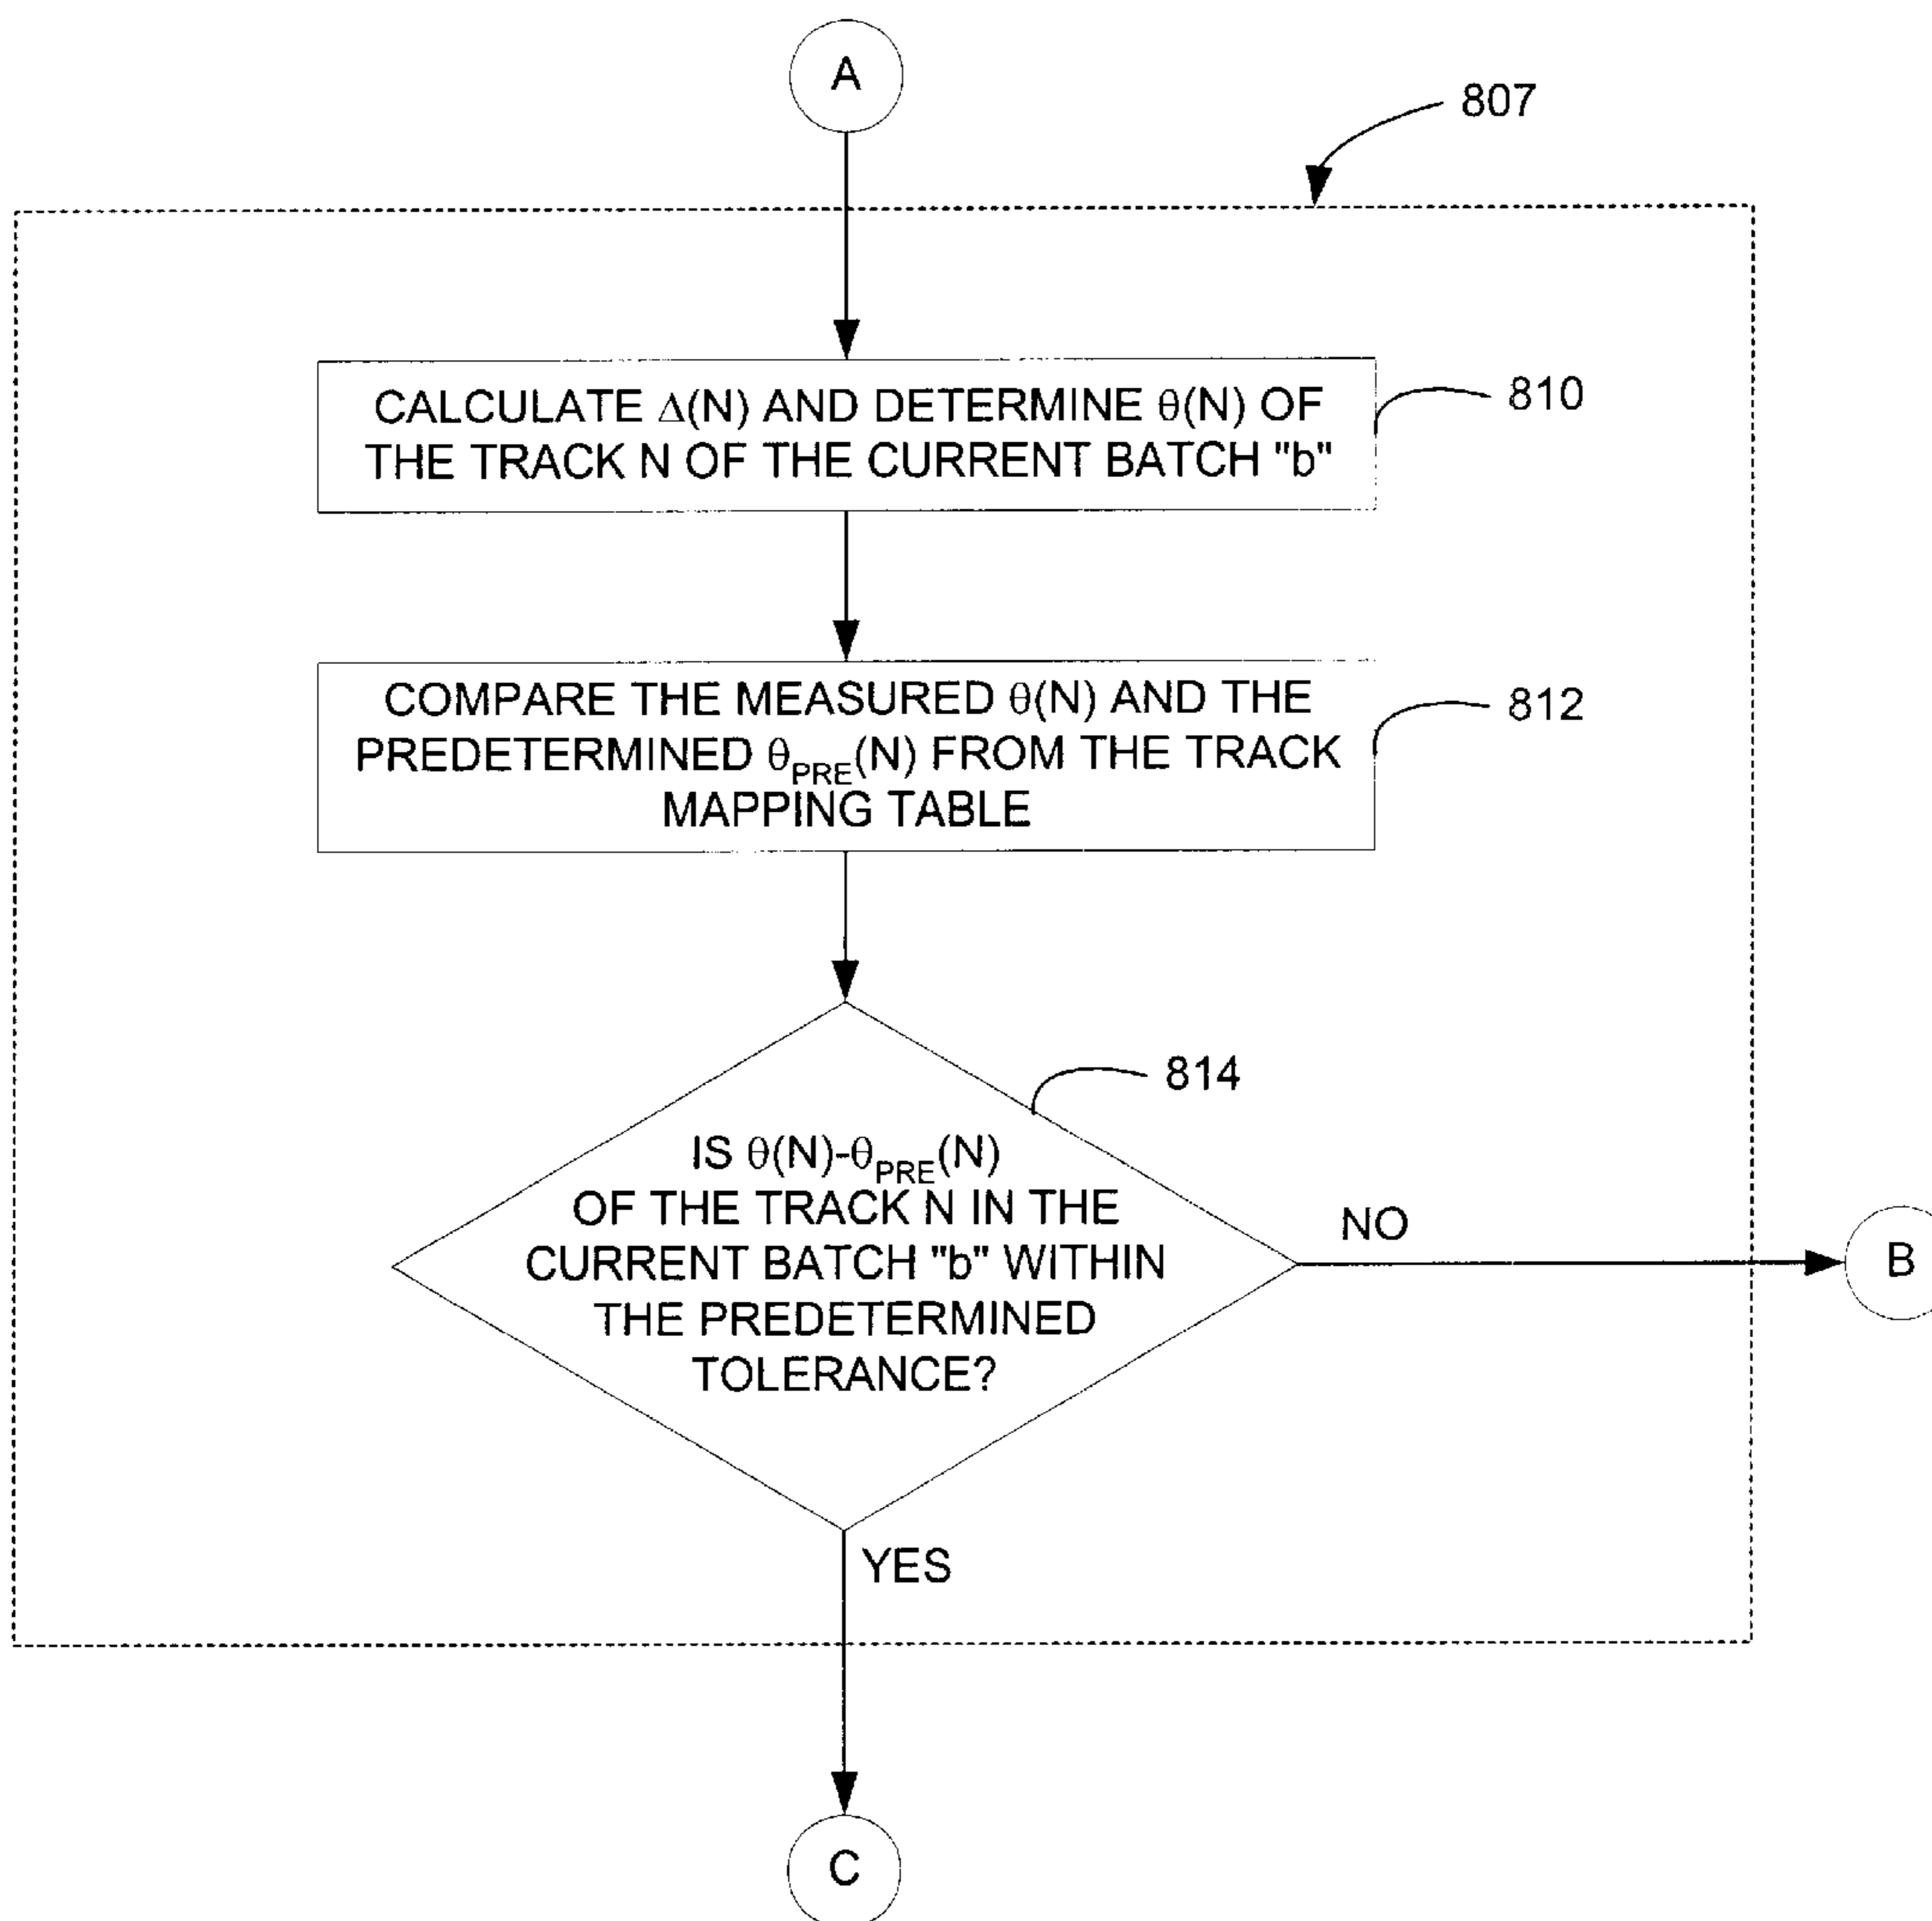 A
807
CALCULATE Δ(N) AND DETERMINE θ(N) OF
THE TRACK N OF THE CURRENT BATCH "b"
810
COMPARE THE MEASURED θ(N) AND THE
PREDETERMINED θPRE(N) FROM THE TRACK
MAPPING TABLE
812
814
IS θ(N)-θPRE(N)
OF THE TRACK N IN THE
CURRENT BATCH "b" WITHIN
THE PREDETERMINED
TOLERANCE?
NO
B
YES
C